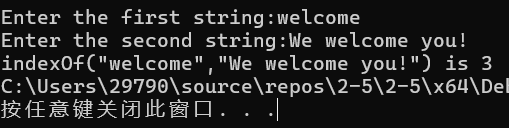 Enter the first string:welcome
Enter the second string:We welcome you!
indexOf("welcome","We welcome you!") is 3
C:\Users\29790\source\repos\2-5\2-5\x64\De
按任意键关闭此窗口. . .